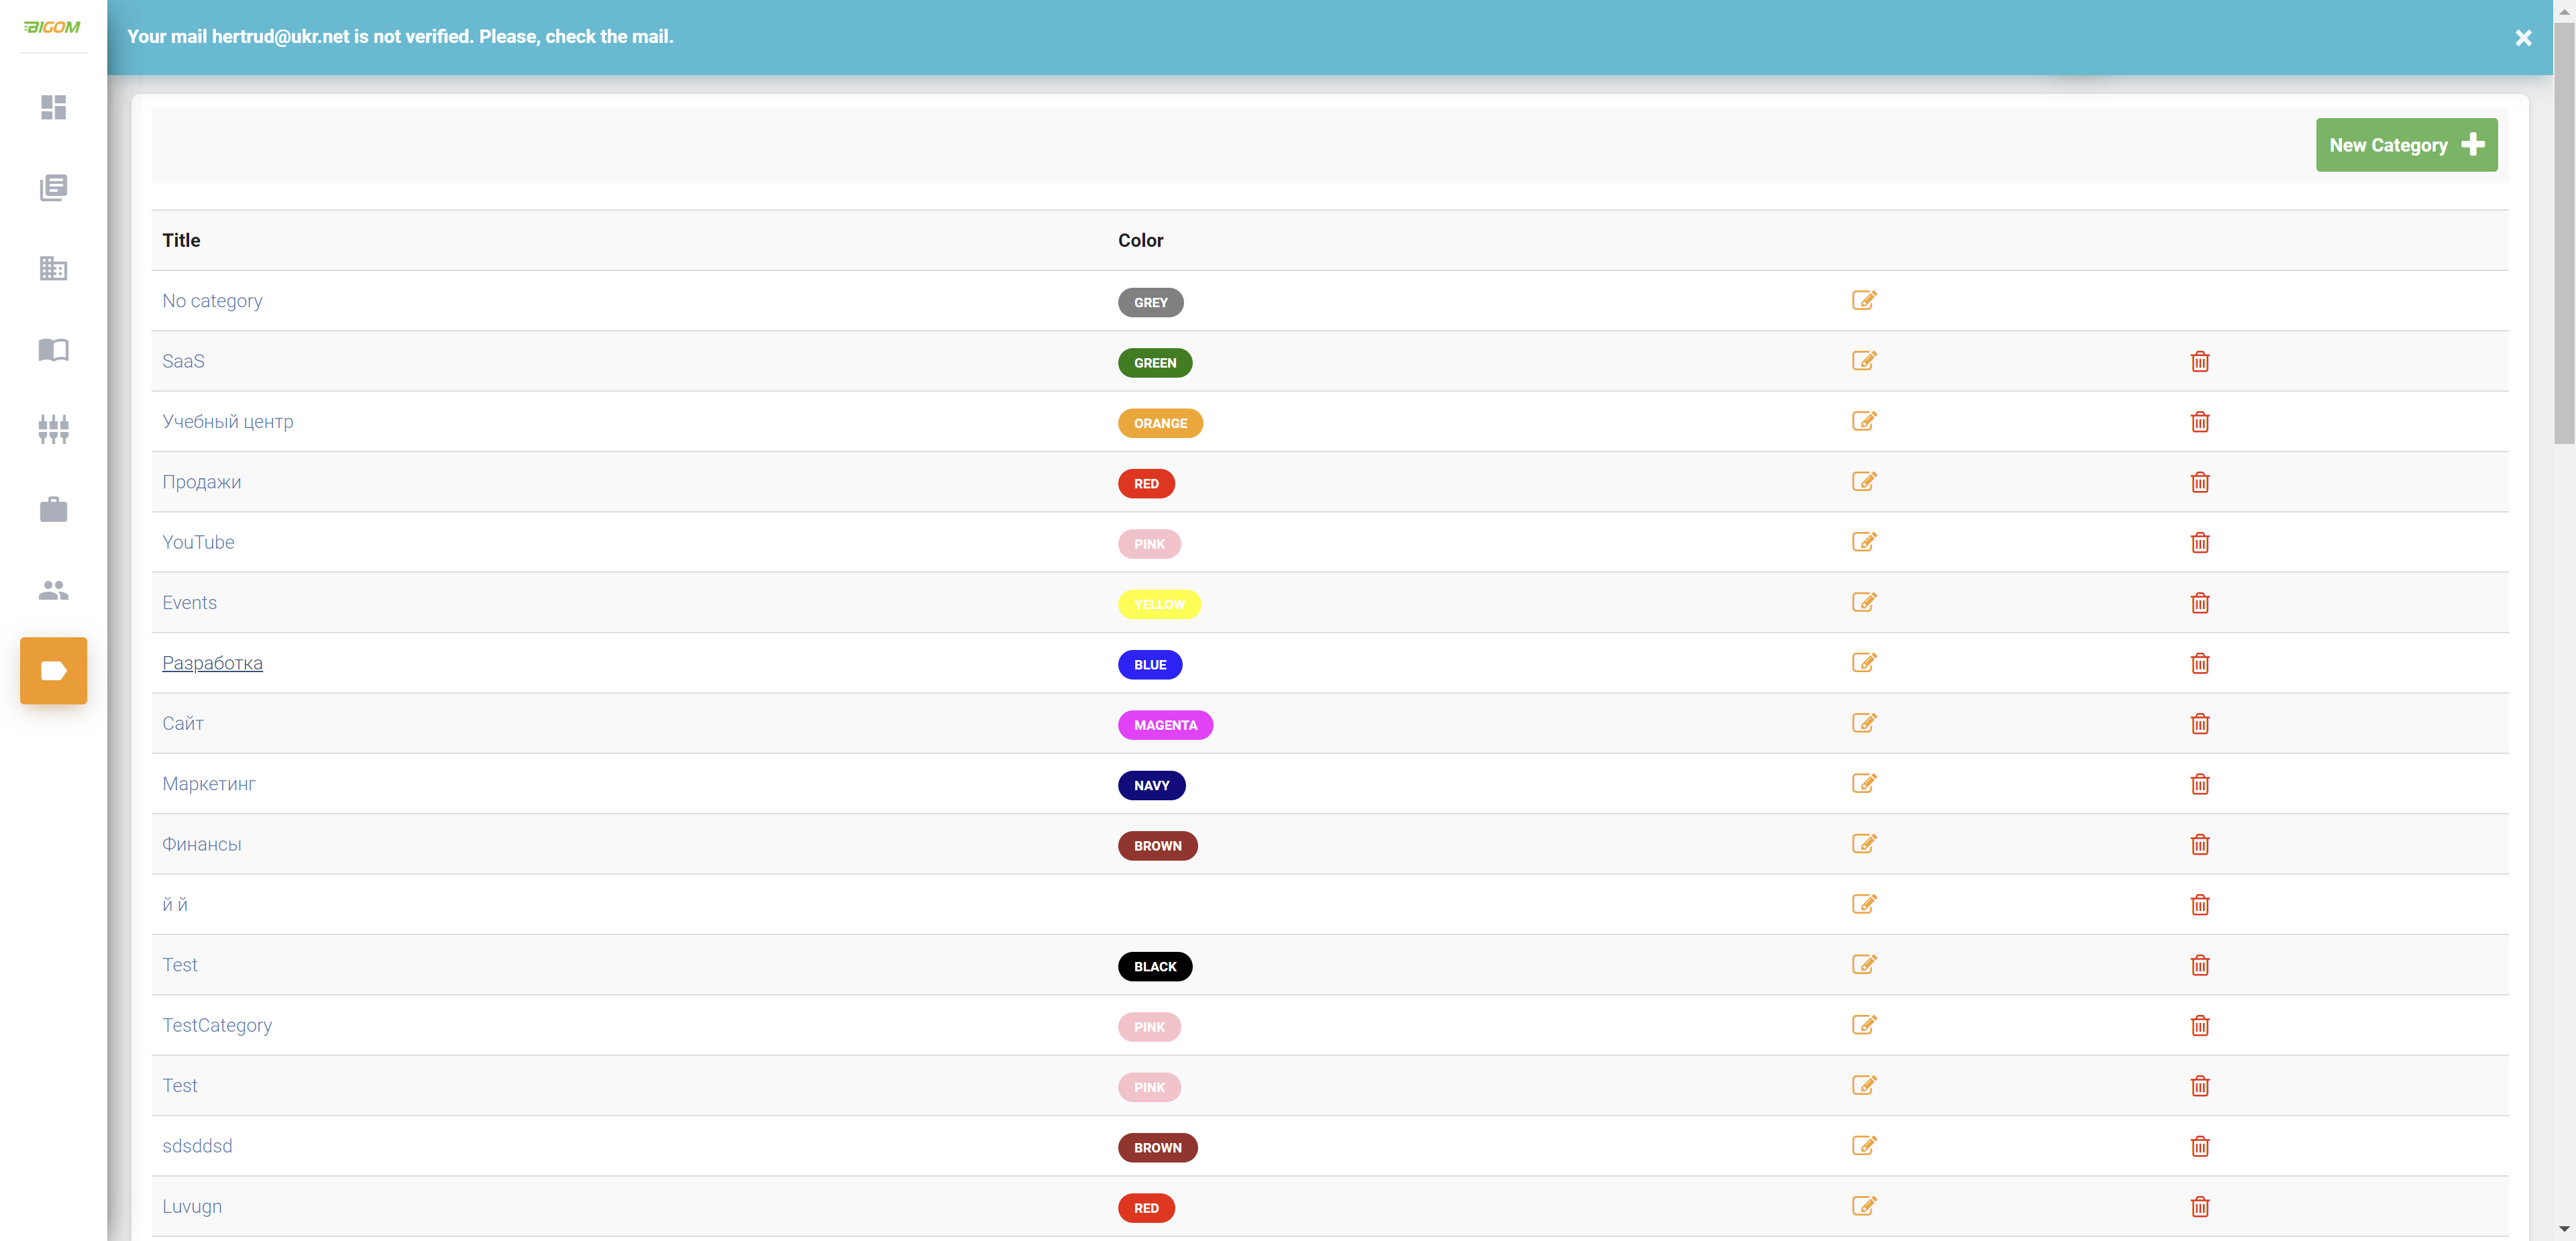 BIGOM
Your mail hertrud@ukr.net is not verified. Please, check the mail.
New Category
Title Color
No category GREY
SaaS GREEN
Учебный центр ORANGE
Продажи RED
YouTube PINK
Events YELLOW
Разработка BLUE
Сайт MAGENTA
Маркетинг NAVY
Финансы BROWN
й й
Test BLACK
TestCategory PINK
Test PINK
sdsddsd BROWN
Luvugn RED